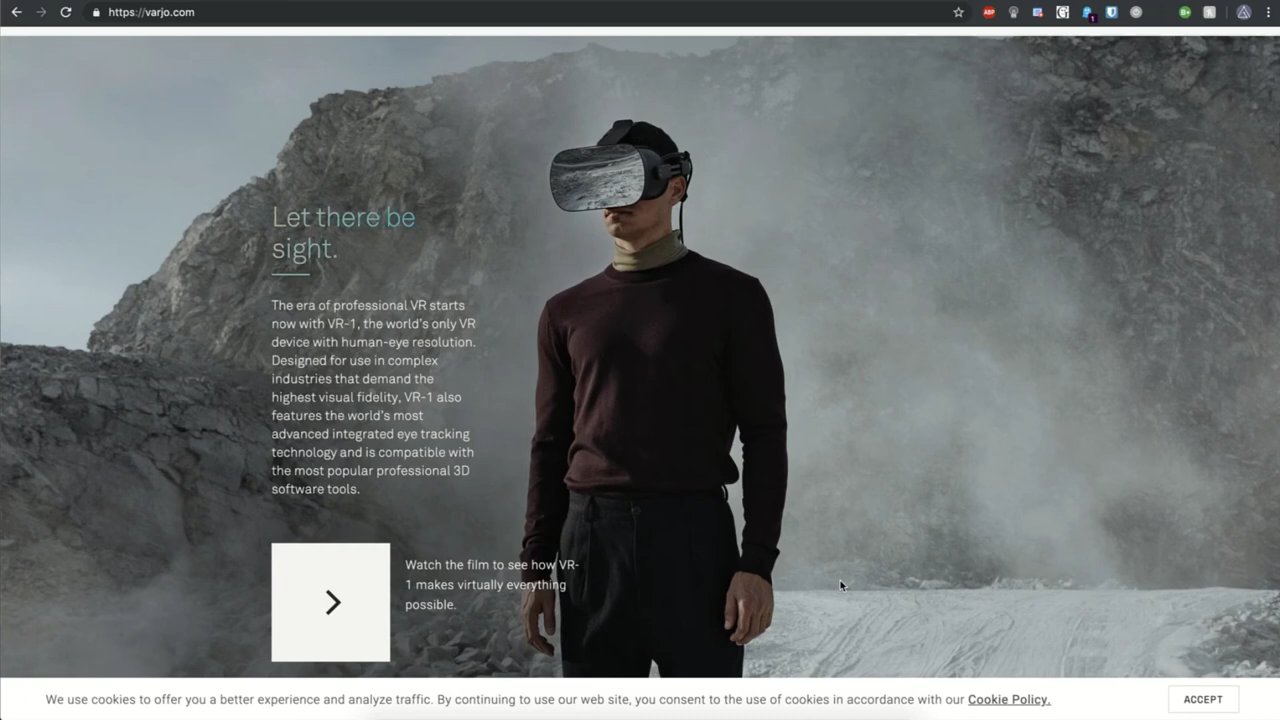 https://varjo.com
ABP
1
Let there be
sight.
The era of professional VR starts
now with VR-1, the world's only VR
device with human-eye resolution.
Designed for use in complex
industries that demand the
highest visual fidelity, VR-1 also
features the world's most
advanced integrated eye tracking
technology and is compatible with
the most popular professional 3D
software tools.
Watch the film to see how VR-
1 makes virtually everything
possible.
We use cookies to offer you a better experience and analyze traffic. By continuing to use our web site, you consent to the use of cookies in accordance with our Cookie Policy.
ACCEPT